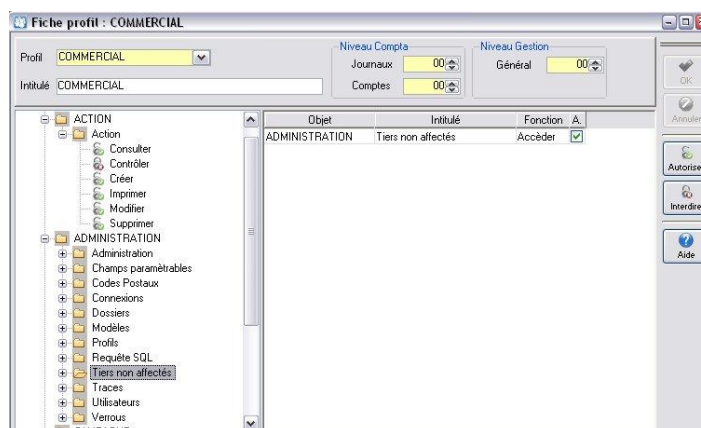 Fiche profil : COMMERCIAL
Niveau Compta
Niveau Gestion
Profil COMMERCIAL
Journaux 00
Général 00
Intitulé COMMERCIAL
Comptes 00
OK
Annuler
Autorise
Interdire
Aide
ACTION
Action
Consulter
Contrôler
Créer
Imprimer
Modifier
Supprimer
ADMINISTRATION
Administration
Champs paramètrables
Codes Postaux
Connexions
Dossiers
Modèles
Profils
Requête SQL
Tiers non affectés
Traces
Utilisateurs
Verrous
Objet Intitulé Fonction A.
ADMINISTRATION Tiers non affectés Accèder